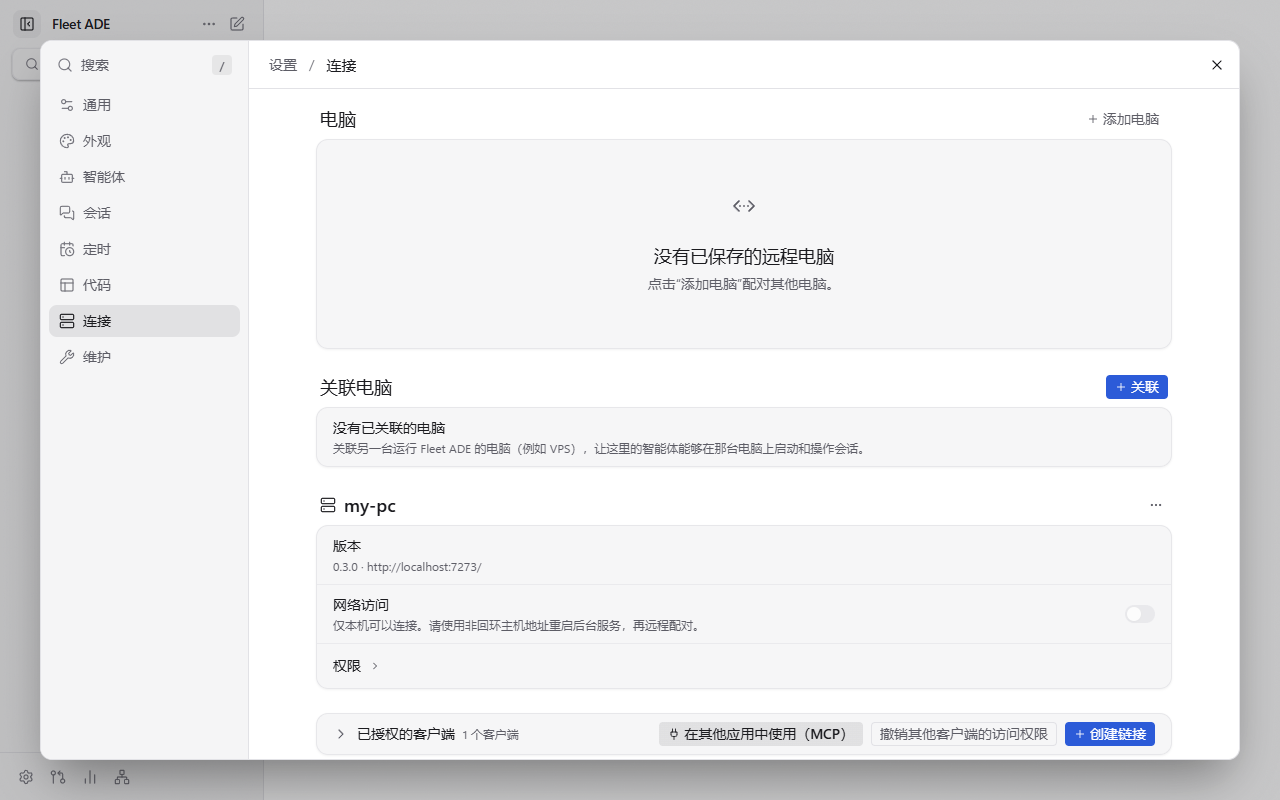 Fleet ADE
搜索
/
通用
外观
智能体
会话
定时
代码
连接
维护
设置 / 连接
电脑
+ 添加电脑
没有已保存的远程电脑
点击“添加电脑”配对其他电脑。
关联电脑
+ 关联
没有已关联的电脑
关联另一台运行 Fleet ADE 的电脑（例如 VPS），让这里的智能体能够在那台电脑上启动和操作会话。
my-pc
版本
0.3.0 · http://localhost:7273/
网络访问
仅本机可以连接。请使用非回环主机地址重启后台服务，再远程配对。
权限
已授权的客户端 1 个客户端
在其他应用中使用（MCP）
撤销其他客户端的访问权限
+ 创建链接